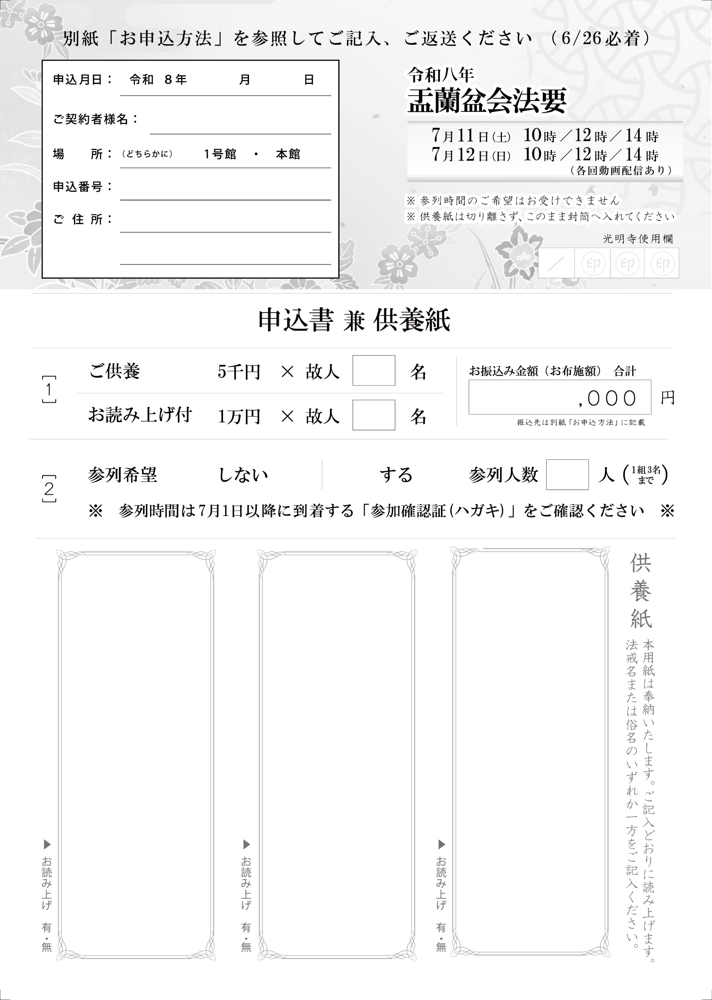 別紙「お申込方法」を参照してご記入、ご返送ください （6/26必着）
申込月日： 令和 8年 月 日
ご契約者様名：
場 所：（どちらかに） 1号館 ・ 本館
申込番号：
ご 住 所：
令和八年
盂蘭盆会法要
7月11日（土） 10時／12時／14時
7月12日（日） 10時／12時／14時
（各回動画配信あり）
※ 参列時間のご希望はお受けできません
※ 供養紙は切り離さず、このまま封筒へ入れてください
光明寺使用欄
／ 印 印 印
申込書 兼 供養紙
［1］
ご供養 5千円 × 故人 名
お読み上げ付 1万円 × 故人 名
お振込み金額（お布施額） 合計
,000 円
振込先は別紙「お申込方法」に記載
［2］
参列希望 しない する 参列人数 人（1組3名まで）
※ 参列時間は7月1日以降に到着する「参加確認証(ハガキ)」をご確認ください ※
供養紙
本用紙は奉納いたします。ご記入どおりに読み上げます。
法戒名または俗名のいずれか一方をご記入ください。
▶ お読み上げ 有・無
▶ お読み上げ 有・無
▶ お読み上げ 有・無